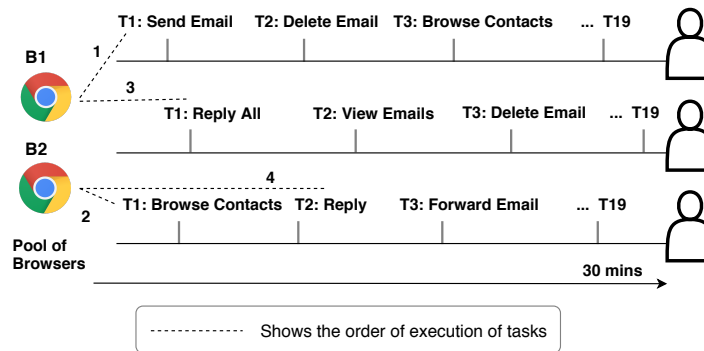 T1: Send Email T2: Delete Email T3: Browse Contacts ... T19
1
B1
3
T1: Reply All T2: View Emails T3: Delete Email ... T19
B2
4
2
T1: Browse Contacts T2: Reply T3: Forward Email ... T19
Pool of
Browsers
30 mins
Shows the order of execution of tasks